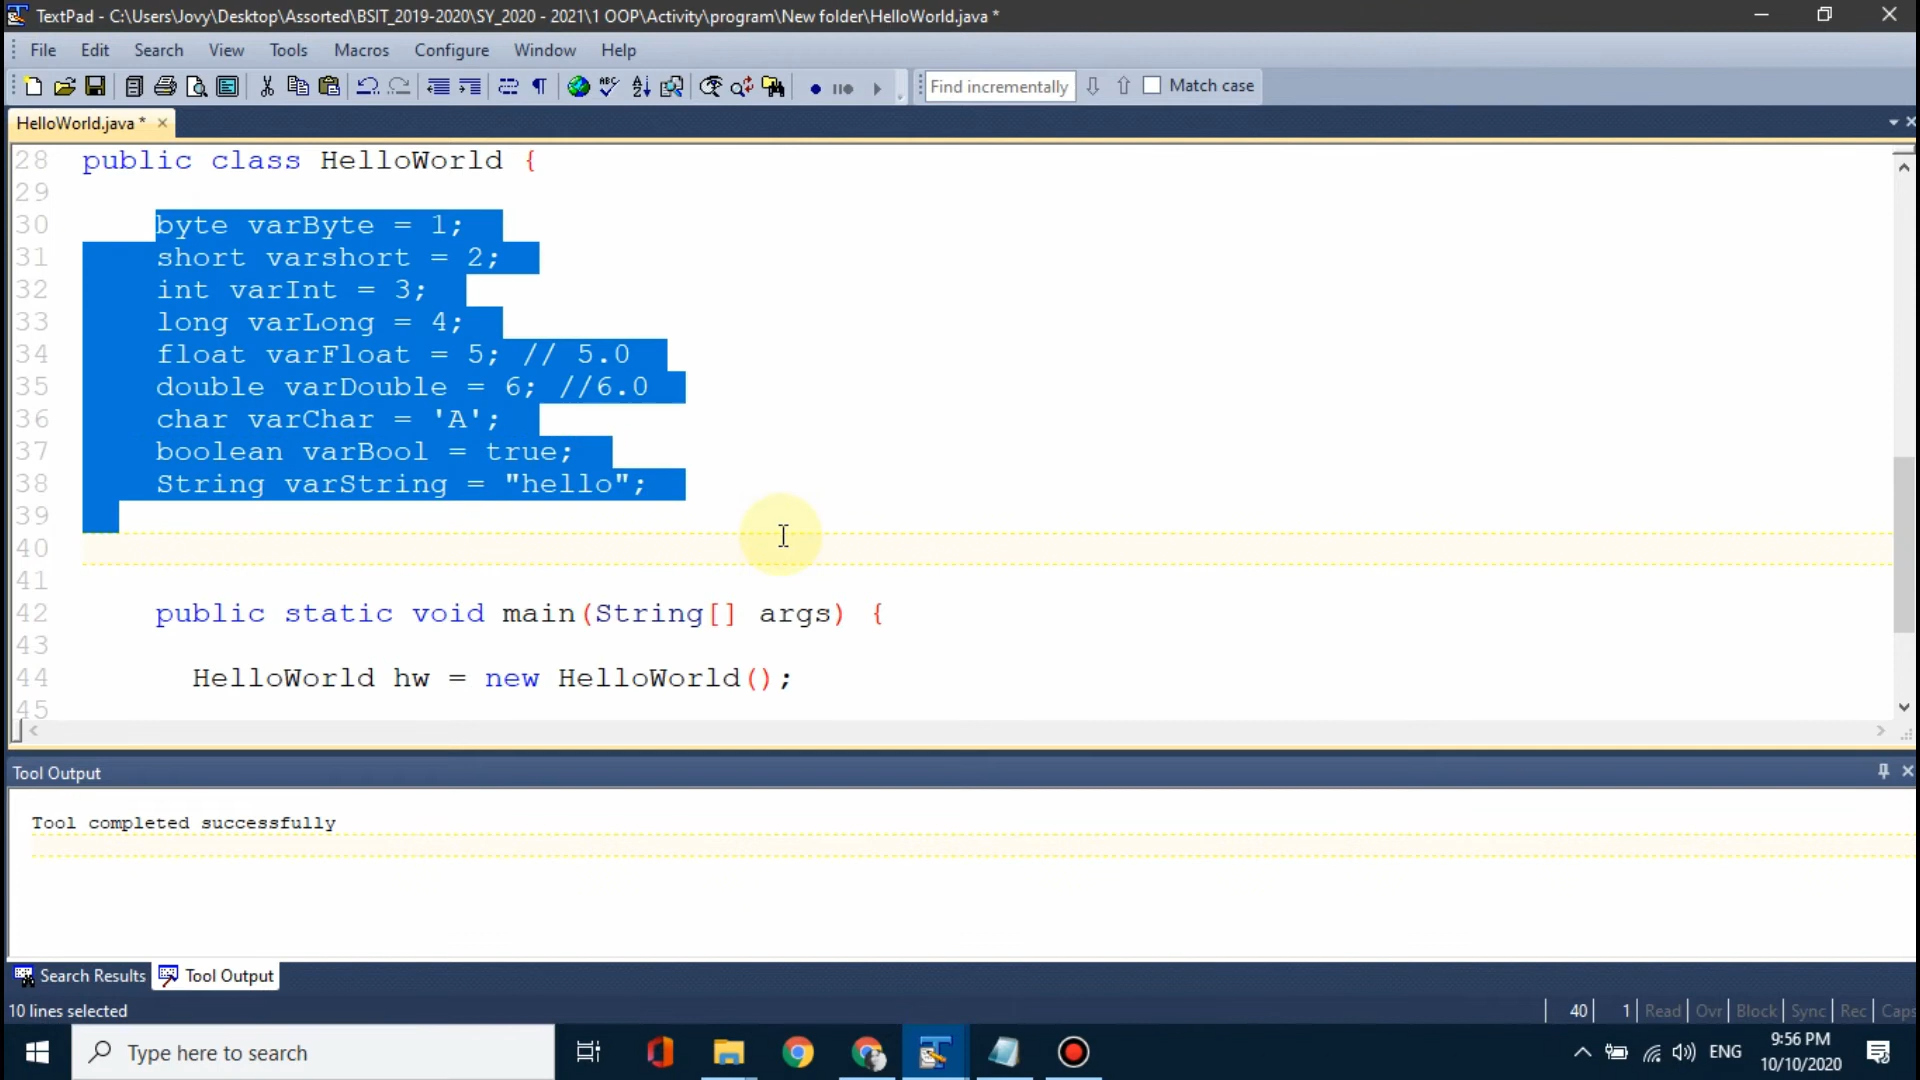 TextPad - C:\Users\Jovy\Desktop\Assorted\BSIT_2019-2020\SY_2020 - 2021\1 OOP\Activity\program\New folder\HelloWorld.java *
File Edit Search View Tools Macros Configure Window Help
Find incrementally Match case
HelloWorld.java *
28 public class HelloWorld {
29
30 byte varByte = 1;
31 short varshort = 2;
32 int varInt = 3;
33 long varLong = 4;
34 float varFloat = 5; // 5.0
35 double varDouble = 6; //6.0
36 char varChar = 'A';
37 boolean varBool = true;
38 String varString = "hello";
39
40
41
42 public static void main(String[] args) {
43
44 HelloWorld hw = new HelloWorld();
45
Tool Output
Tool completed successfully
Search Results Tool Output
10 lines selected 40 1 Read Ovr Block Sync Rec Caps
Type here to search ENG 9:56 PM
10/10/2020